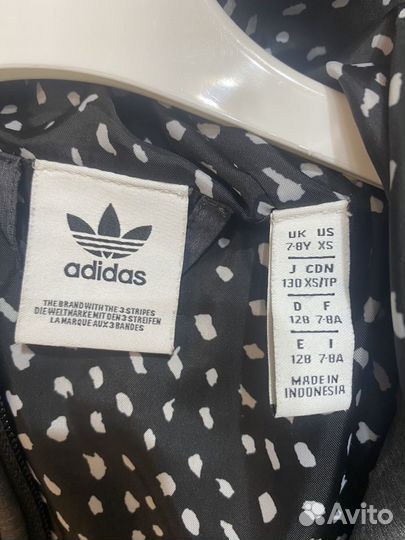 adidas
THE BRAND WITH THE 3 STRIPES
DIE WELTMARKE MIT DEN 3 STREIFEN
LA MARQUE AUX 3 BANDES
UK US
7-8Y XS
J CDN
130 XS/TP
D F
128 7-8A
E I
128 7-8A
MADE IN
INDONESIA
Avito